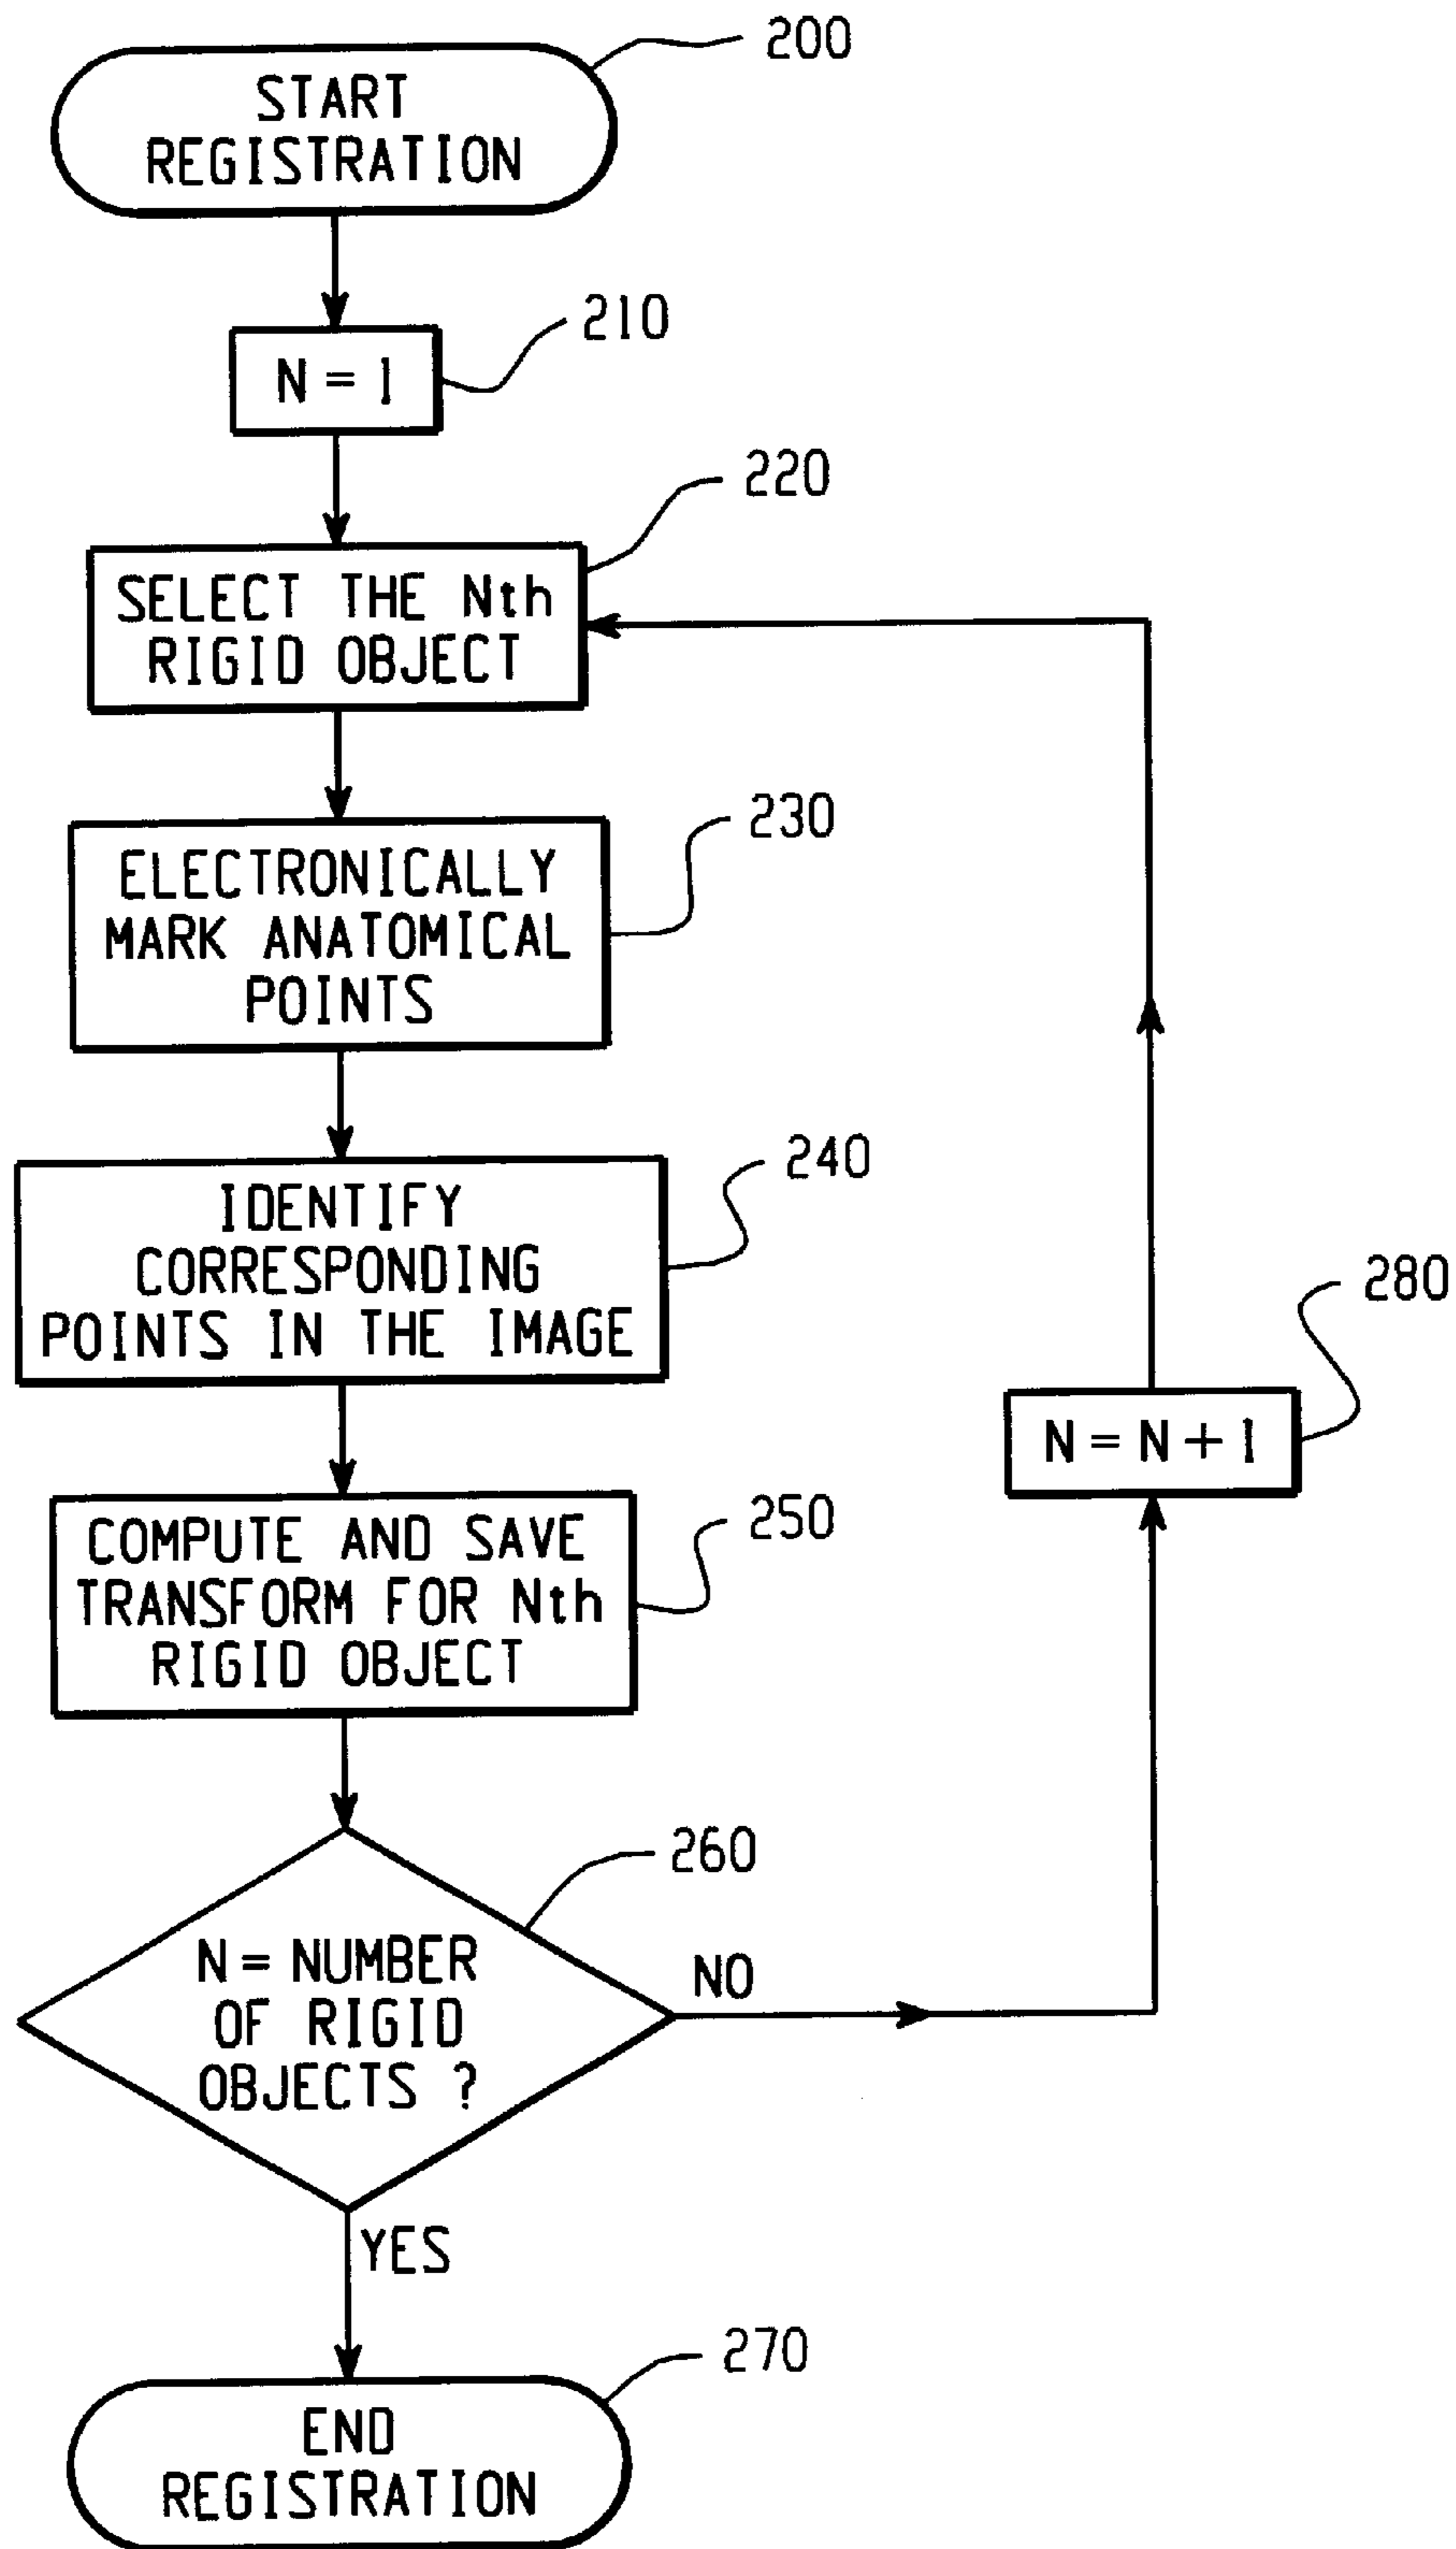 200
START
REGISTRATION
210
N = 1
220
SELECT THE Nth
RIGID OBJECT
230
ELECTRONICALLY
MARK ANATOMICAL
POINTS
240
IDENTIFY
CORRESPONDING
POINTS IN THE IMAGE
280
N = N + 1
250
COMPUTE AND SAVE
TRANSFORM FOR Nth
RIGID OBJECT
260
N = NUMBER
OF RIGID
OBJECTS ?
NO
YES
270
END
REGISTRATION